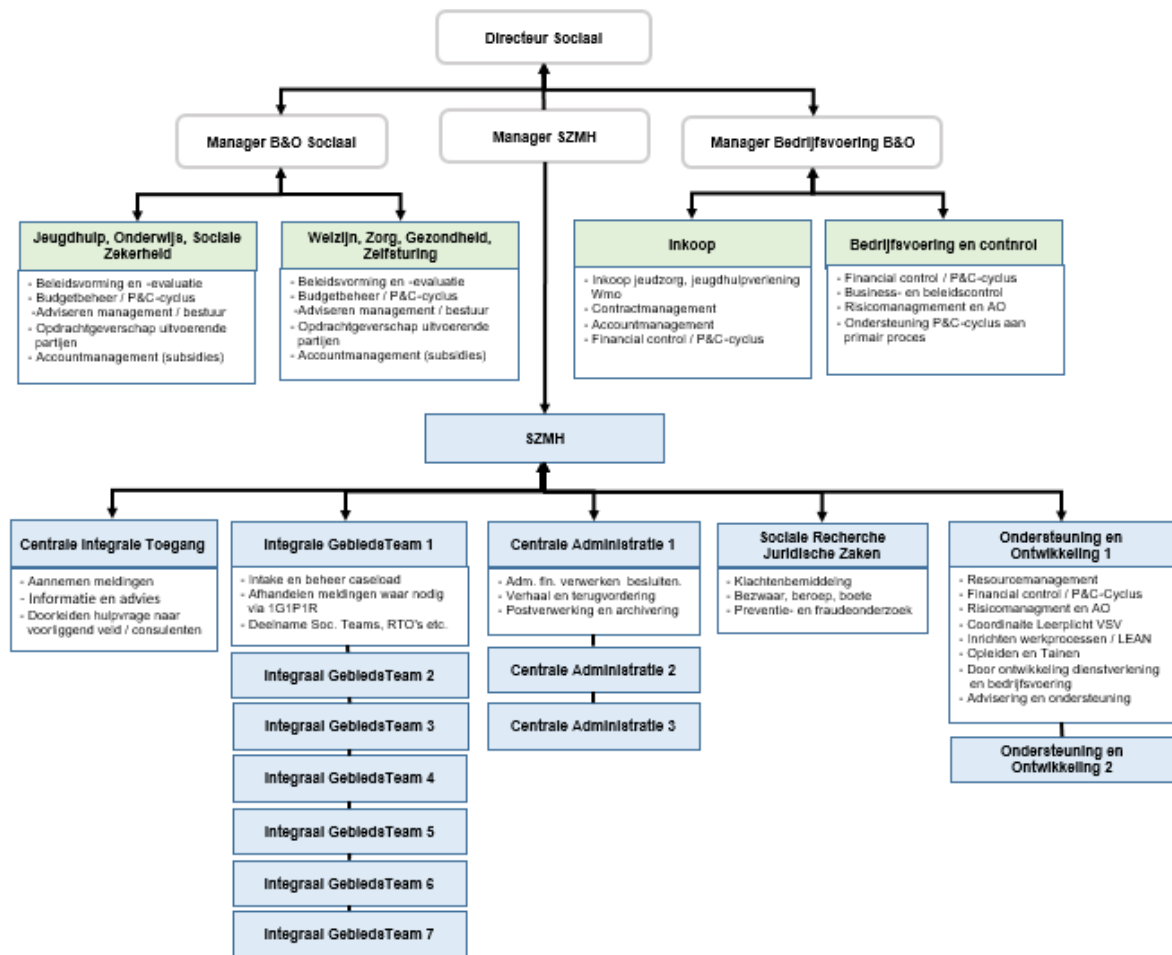 Directeur Sociaal
Manager B&O Sociaal
Manager SZMH
Manager Bedrijfsvoering B&O
Jeugdhulp, Onderwijs, Sociale
Zekerheid
- Beleidsvorming en -evaluatie
- Budgetbeheer / P&C-cyclus
-Adviseren management / bestuur
- Opdrachtgeverschap uitvoerende
partijen
- Accountmanagement (subsidies)
Welzijn, Zorg, Gezondheid,
Zelfsturing
- Beleidsvorming en -evaluatie
- Budgetbeheer / P&C-cyclus
-Adviseren management / bestuur
- Opdrachtgeverschap uitvoerende
partijen
- Accountmanagement (subsidies)
Inkoop
- Inkoop jeudzorg, jeugdhulpverlening
Wmo
- Contractmanagement
- Accountmanagement
- Financial control / P&C-cyclus
Bedrijfsvoering en contnrol
- Financial control / P&C-cyclus
- Business- en beleidscontrol
- Risicomanagmement en AO
- Ondersteuning P&C-cyclus aan
primair proces
SZMH
Centrale Integrale Toegang
- Aannemen meldingen
- Informatie en advies
- Doorleiden hulpvrage naar
voorliggend veld / consulenten
Integrale GebiedsTeam 1
- Intake en beheer caseload
- Afhandelen meldingen waar nodig
via 1G1P1R
- Deelname Soc. Teams, RTO's etc.
Integraal GebiedsTeam 2
Integraal GebiedsTeam 3
Integraal GebiedsTeam 4
Integraal GebiedsTeam 5
Integraal GebiedsTeam 6
Integraal GebiedsTeam 7
Centrale Administratie 1
- Adm. fin. verwerken besluiten.
- Verhaal en terugvordering
- Postverwerking en archivering
Centrale Administratie 2
Centrale Administratie 3
Sociale Recherche
Juridische Zaken
- Klachtenbemiddeling
- Bezwaar, beroep, boete
- Preventie- en fraudeonderzoek
Ondersteuning en
Ontwikkeling 1
- Resourcemanagement
- Financial control / P&C-Cyclus
- Risicomanagment en AO
- Coordinaite Leerplicht VSV
- Inrichten werkprocessen / LEAN
- Opleiden en Tainen
- Door ontwikkeling dienstverlening
en bedrijfsvoering
- Advisering en ondersteuning
Ondersteuning en
Ontwikkeling 2